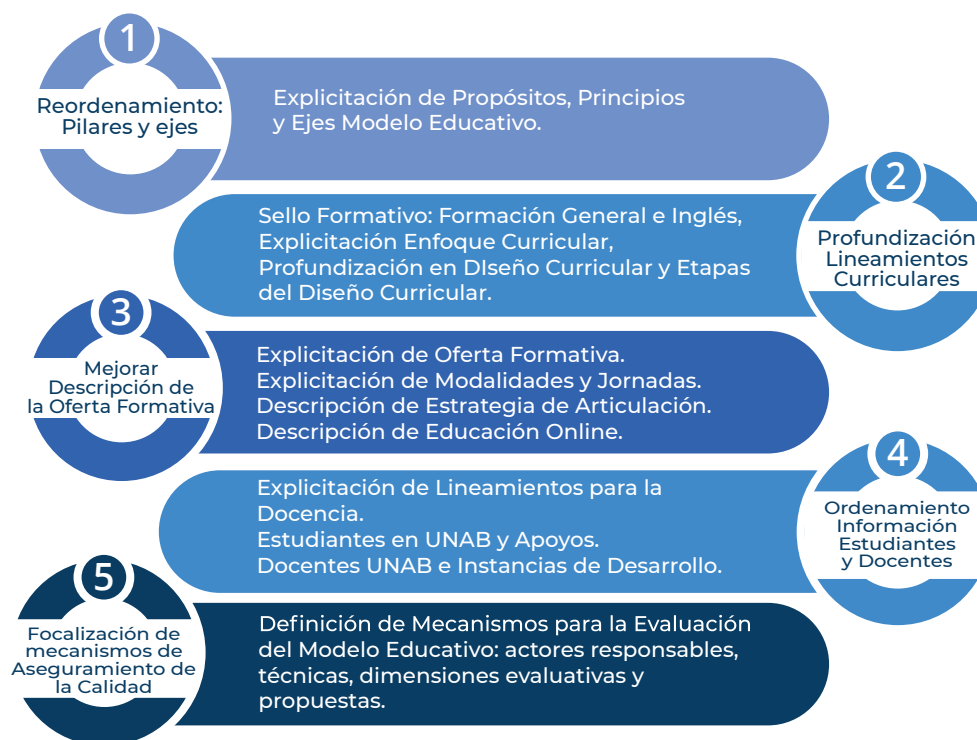 1
Reordenamiento:
Pilares y ejes
Explicitación de Propósitos, Principios
y Ejes Modelo Educativo.
2
Profundización
Lineamientos
Curriculares
Sello Formativo: Formación General e Inglés,
Explicitación Enfoque Curricular,
Profundización en DIseño Curricular y Etapas
del Diseño Curricular.
3
Mejorar
Descripción de
la Oferta Formativa
Explicitación de Oferta Formativa.
Explicitación de Modalidades y Jornadas.
Descripción de Estrategia de Articulación.
Descripción de Educación Online.
4
Ordenamiento
Información
Estudiantes
y Docentes
Explicitación de Lineamientos para la
Docencia.
Estudiantes en UNAB y Apoyos.
Docentes UNAB e Instancias de Desarrollo.
5
Focalización de
mecanismos de
Aseguramiento de
la Calidad
Definición de Mecanismos para la Evaluación
del Modelo Educativo: actores responsables,
técnicas, dimensiones evaluativas y
propuestas.